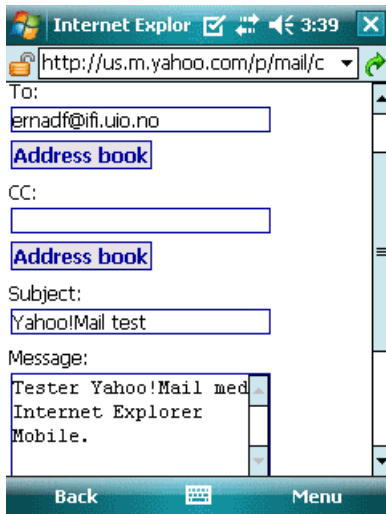 Internet Explor 3:39
http://us.m.yahoo.com/p/mail/c
To:
ernadf@ifi.uio.no
Address book
CC:
Address book
Subject:
Yahoo!Mail test
Message:
Tester Yahoo!Mail med
Internet Explorer
Mobile.
Back Menu